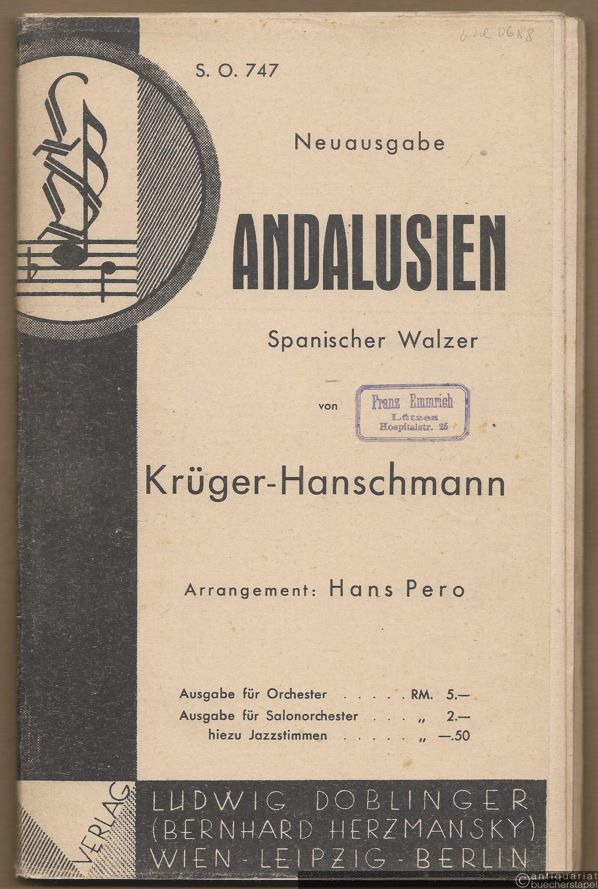 S. O. 747
Neuausgabe
ANDALUSIEN
Spanischer Walzer
von
Franz Emmrich
Lützen
Hospitalstr. 25
Krüger-Hanschmann
Arrangement: Hans Pero
Ausgabe für Orchester . . . . . RM. 5.—
Ausgabe für Salonorchester . . . „ 2.—
hiezu Jazzstimmen . . . . . „ —.50
VERLAG
LUDWIG DOBLINGER
(BERNHARD HERZMANSKY)
WIEN - LEIPZIG - BERLIN
antiquariat
buecherstapel